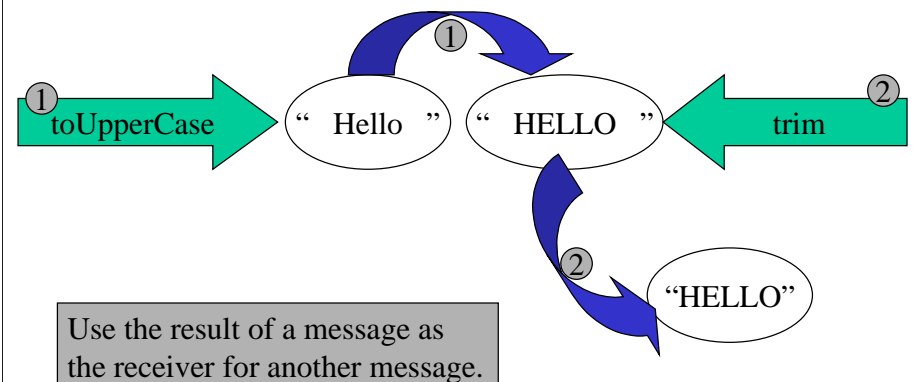 1
1
2
toUpperCase
“ Hello ”
“ HELLO ”
trim
2
“HELLO”
Use the result of a message as
the receiver for another message.